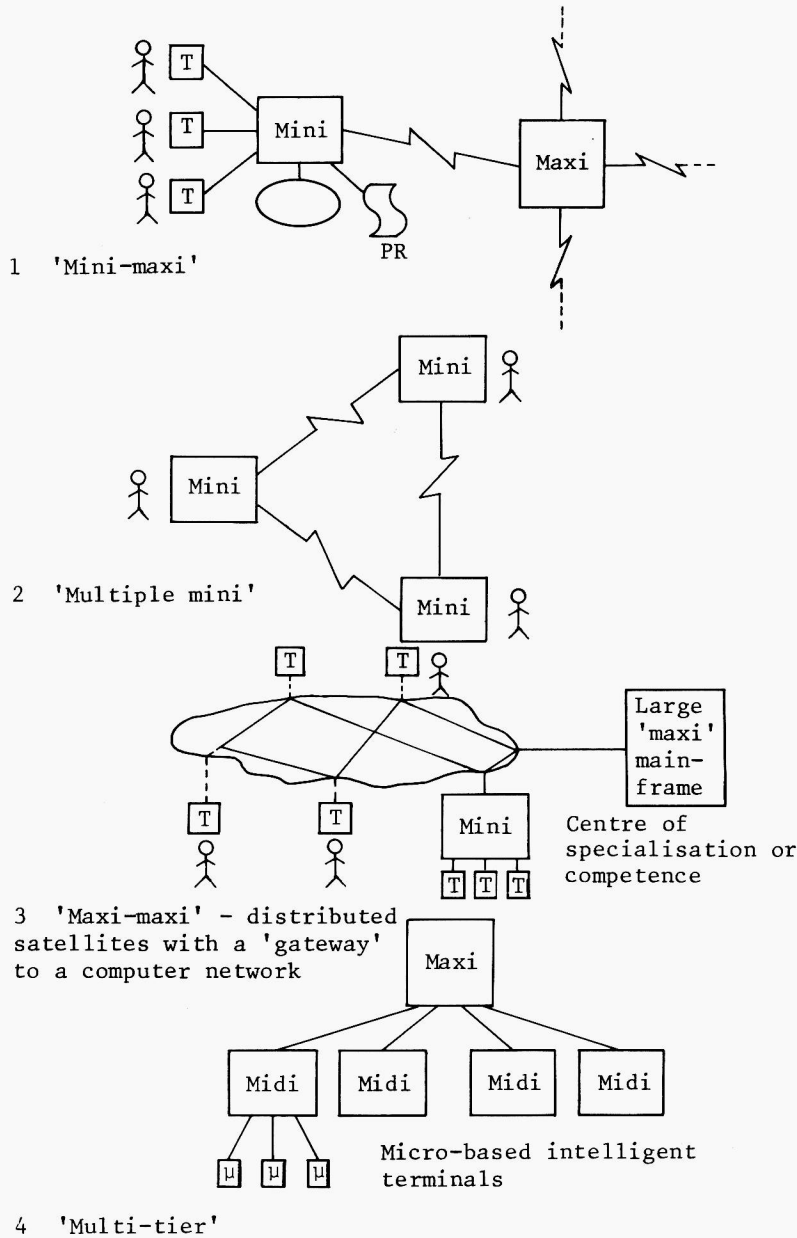 T
Mini
T
Maxi
T
PR
1 'Mini-maxi'
Mini
Mini
2 'Multiple mini'
Mini
T T
Large
'maxi'
main-
frame
T T
Mini
Centre of
specialisation or
competence
T T T
3 'Maxi-maxi' - distributed
satellites with a 'gateway'
to a computer network
Maxi
Midi Midi Midi Midi
Micro-based intelligent
terminals
µ µ µ
4 'Multi-tier'